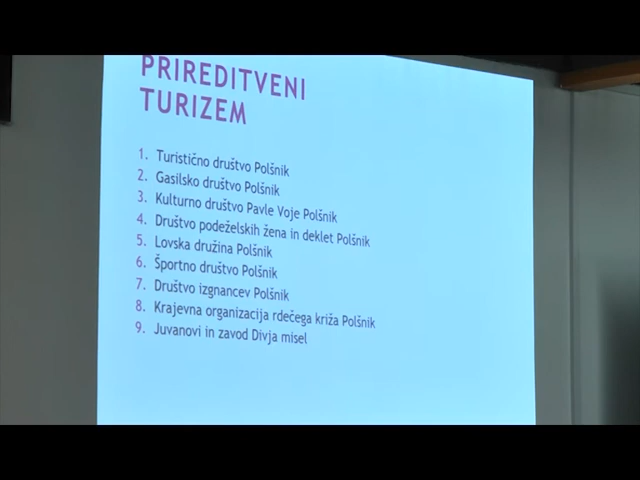 PRIREDITVENI
TURIZEM
1. Turistično društvo Polšnik
2. Gasilsko društvo Polšnik
3. Kulturno društvo Pavle Voje Polšnik
4. Društvo podeželskih žena in deklet Polšnik
5. Lovska družina Polšnik
6. Športno društvo Polšnik
7. Društvo izgnancev Polšnik
8. Krajevna organizacija rdečega križa Polšnik
9. Juvanovi in zavod Divja misel